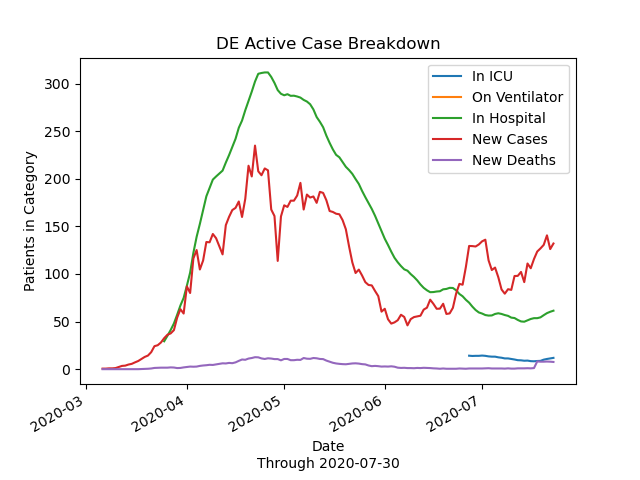 DE Active Case Breakdown
In ICU
On Ventilator
In Hospital
New Cases
New Deaths
Patients in Category
300
250
200
150
100
50
0
2020-03
2020-04
2020-05
2020-06
2020-07
Date
Through 2020-07-30